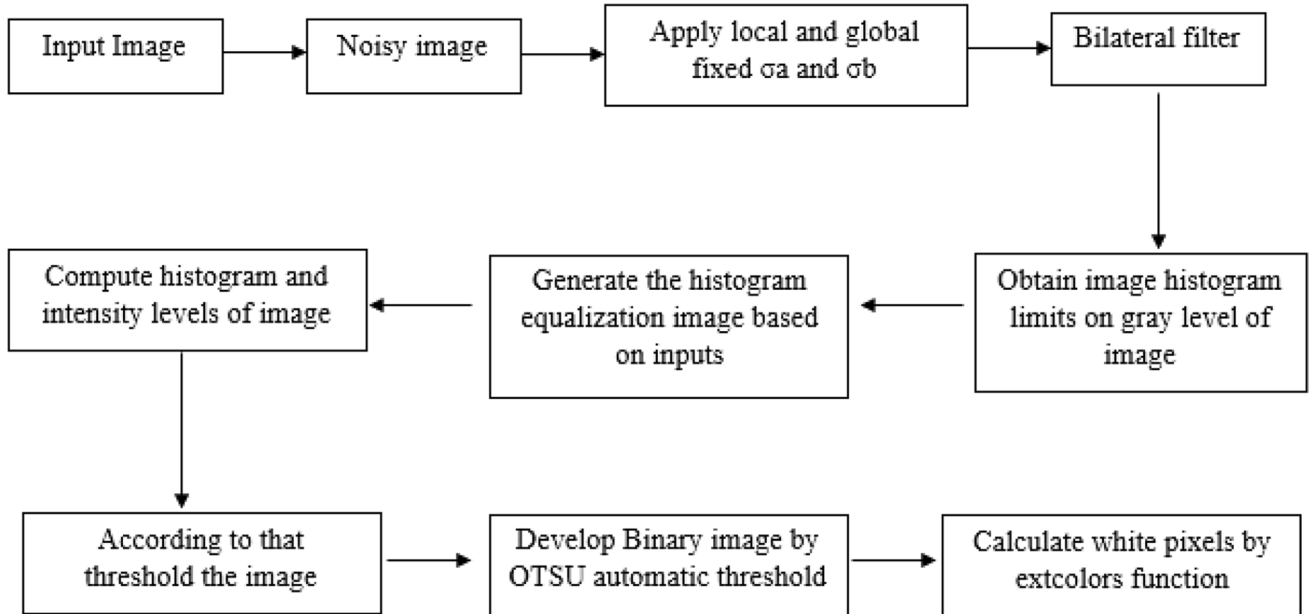 Input Image
Noisy image
Apply local and global
fixed σa and σb
Bilateral filter
Obtain image histogram
limits on gray level of
image
Generate the histogram
equalization image based
on inputs
Compute histogram and
intensity levels of image
According to that
threshold the image
Develop Binary image by
OTSU automatic threshold
Calculate white pixels by
extcolors function